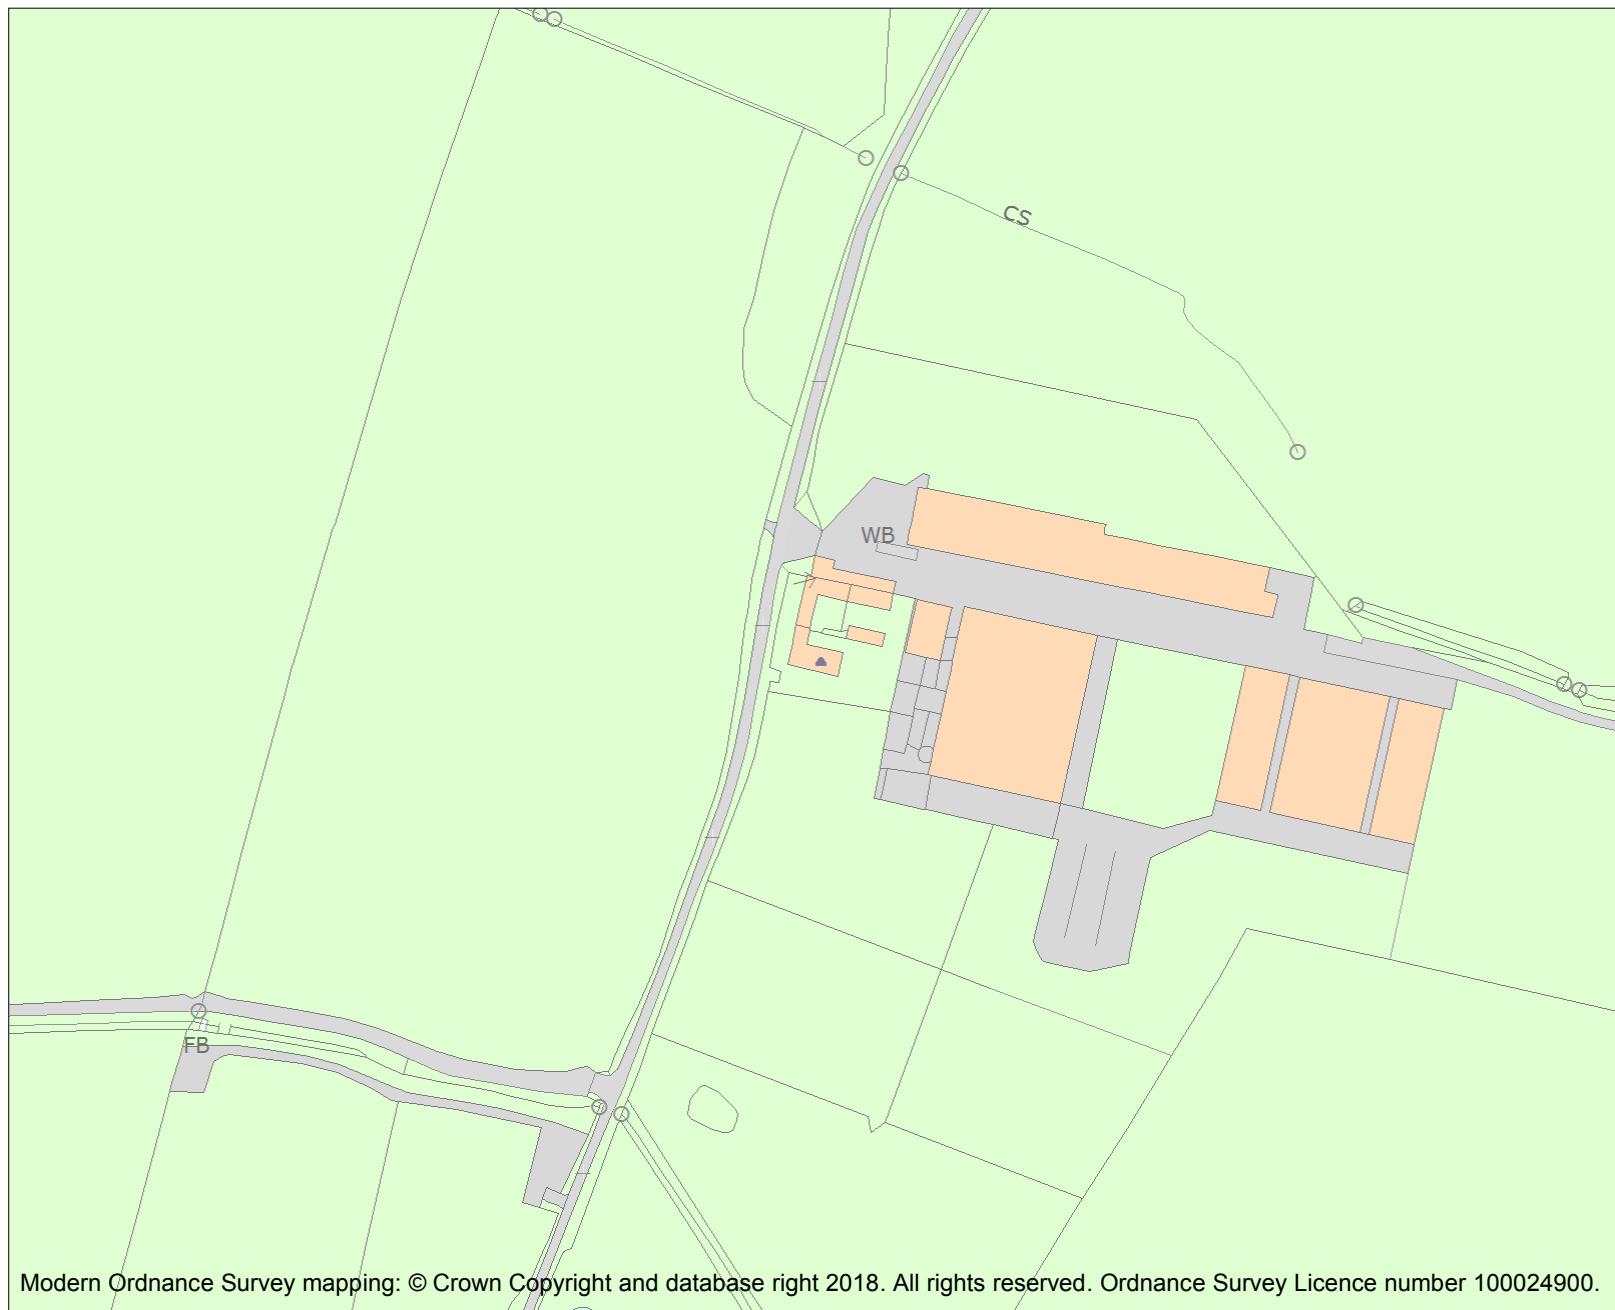 CS
WB
FB
Modern Ordnance Survey mapping: © Crown Copyright and database right 2018. All rights reserved. Ordnance Survey Licence number 100024900.